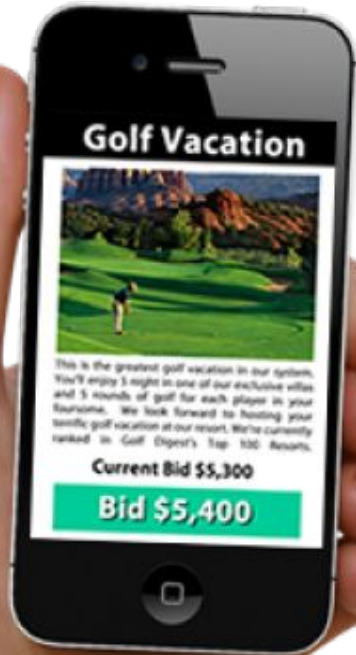 Golf Vacation
This is the greatest golf vacation in our system.
You'll enjoy 5 night in one of our exclusive villas
and 5 rounds of golf for each player in your
foursome. We look forward to hosting your
terrific golf vacation at our resort. We're currently
ranked in Golf Digest's Top 100 Resorts.
Current Bid $5,300
Bid $5,400